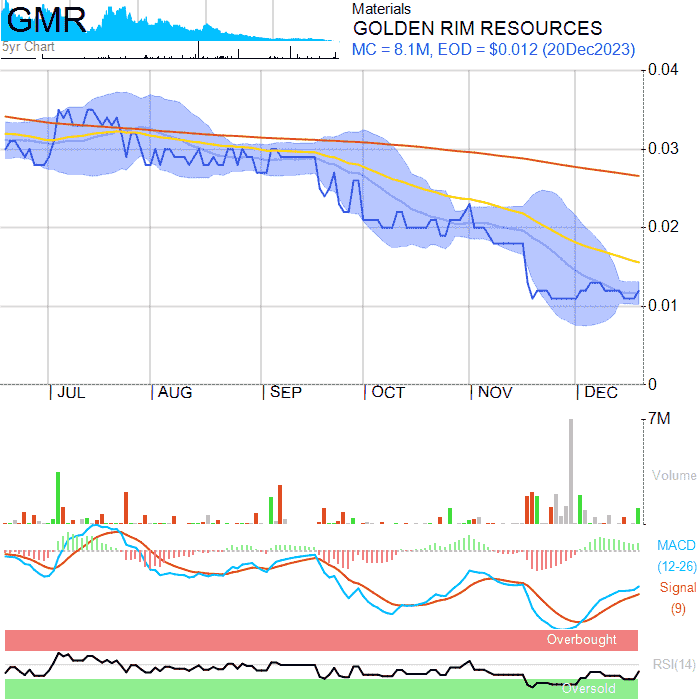 GMR
5yr Chart
Materials
GOLDEN RIM RESOURCES
MC = 8.1M, EOD = $0.012 (20Dec2023)
0.04
0.03
0.02
0.01
0
JUL
AUG
SEP
OCT
NOV
DEC
7M
Volume
MACD
(12-26)
Signal
(9)
Overbought
RSI(14)
Oversold